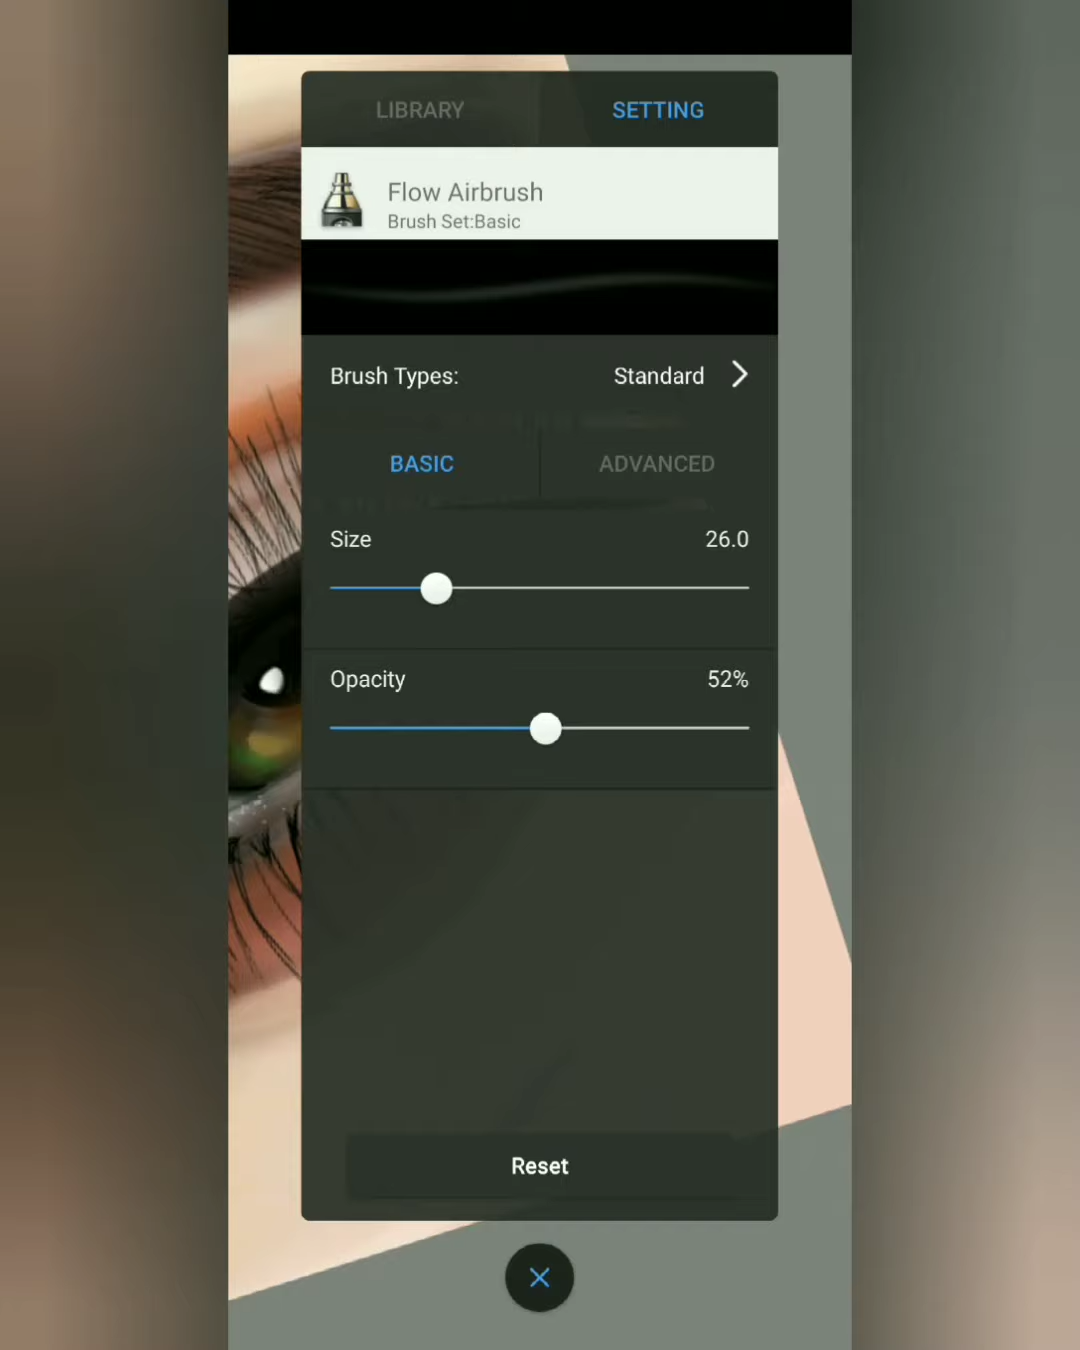 LIBRARY SETTING
Flow Airbrush
Brush Set:Basic
Brush Types: Standard
BASIC ADVANCED
Size 26.0
Opacity 52%
Reset